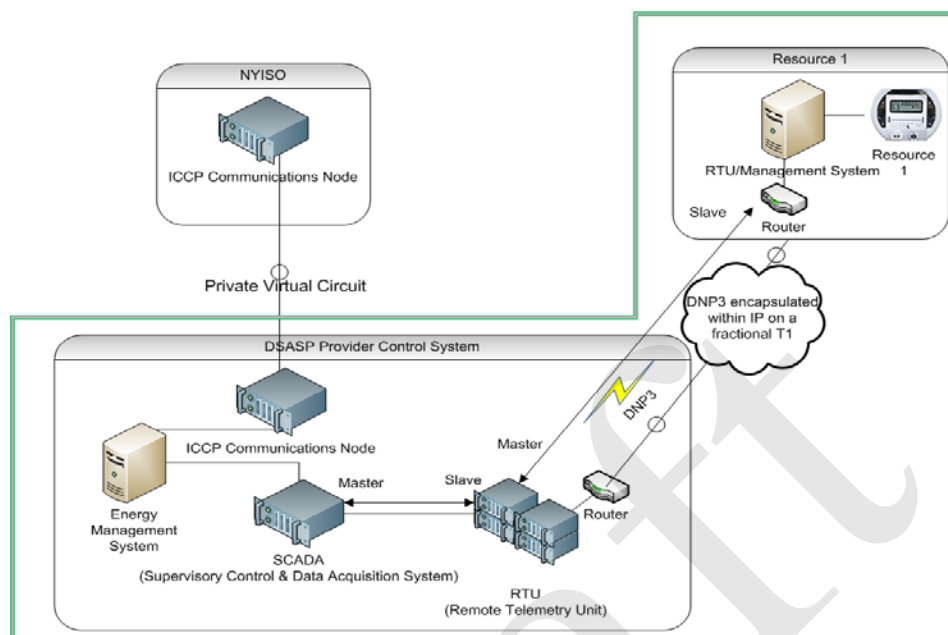 NYISO
ICCP Communications Node
Private Virtual Circuit
Resource 1
RTU/Management System
Resource
1
Slave
Router
DNP3 encapsulated
within IP on a
fractional T1
DSASP Provider Control System
ICCP Communications Node
Energy
Management
System
Master
Slave
SCADA
(Supervisory Control & Data Acquisition System)
Master
DNP3
Router
RTU
(Remote Telemetry Unit)